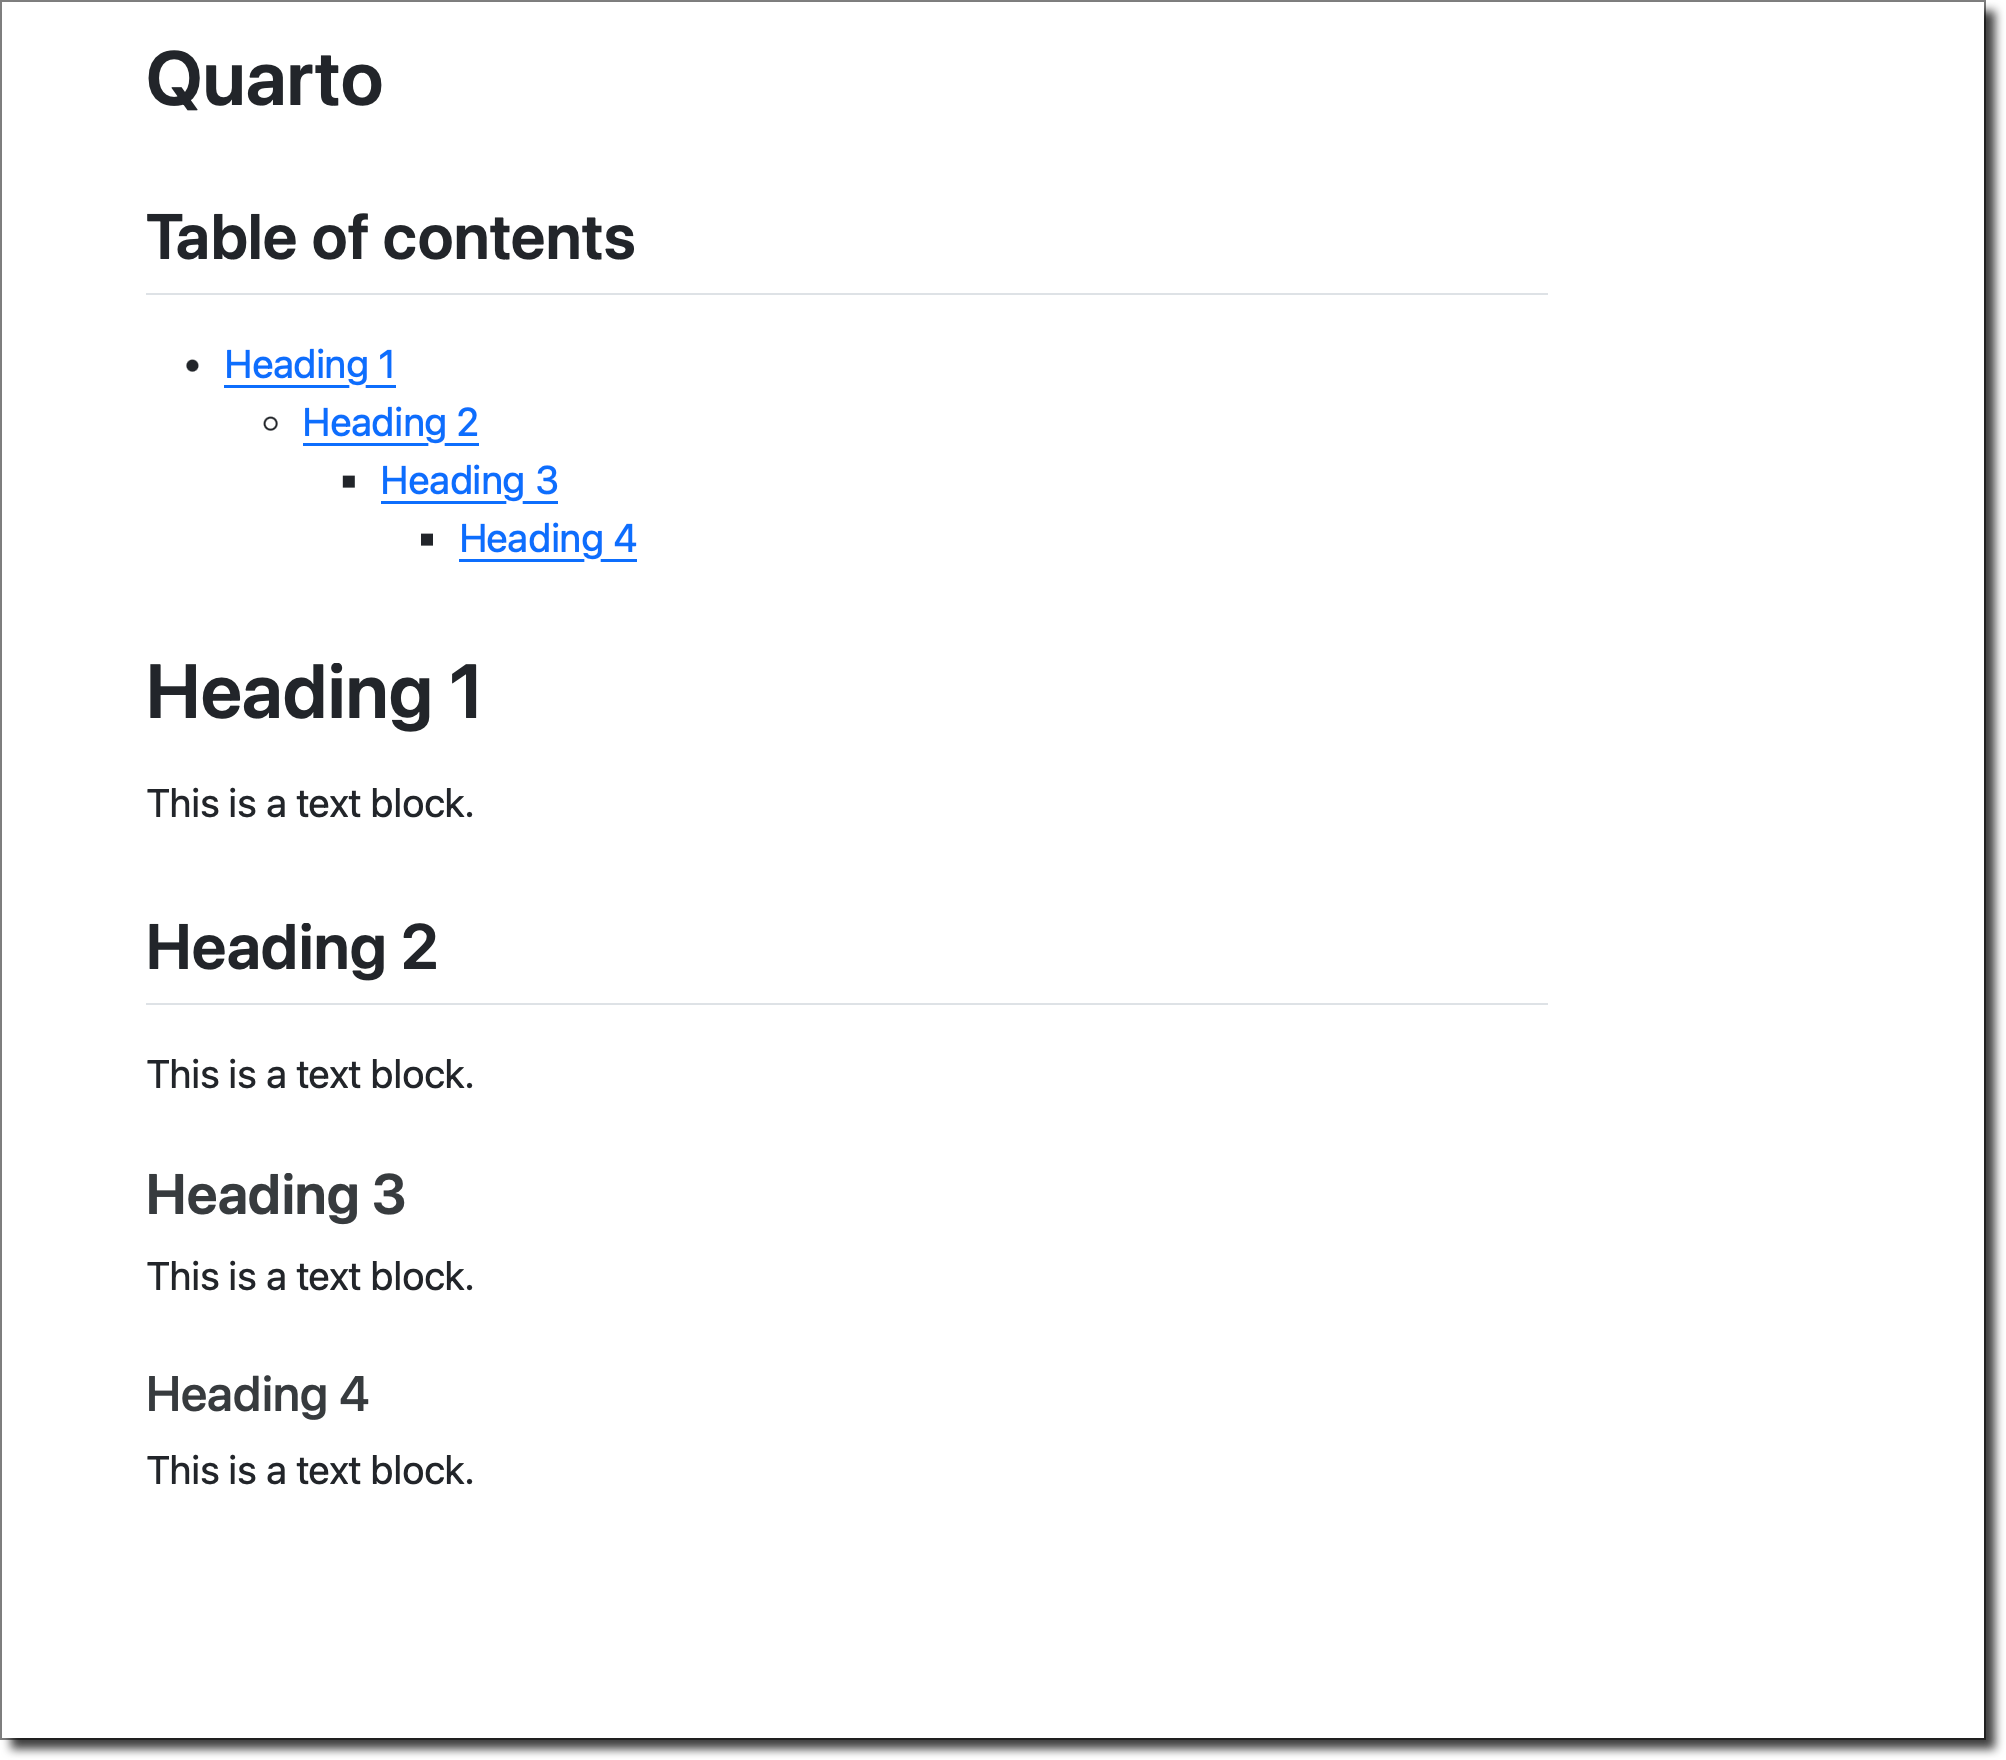 Quarto
Table of contents
Heading 1
Heading 2
Heading 3
Heading 4
Heading 1
This is a text block.
Heading 2
This is a text block.
Heading 3
This is a text block.
Heading 4
This is a text block.